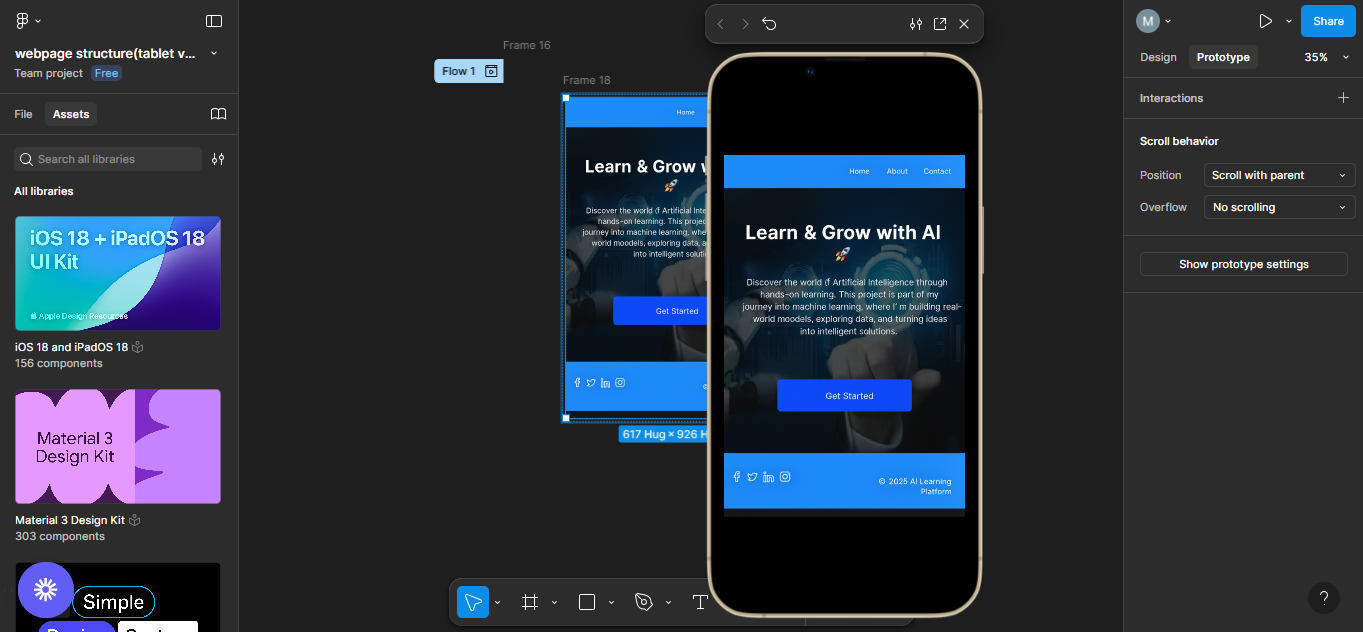 webpage structure(tablet v...
Team project Free
File Assets
Search all libraries
All libraries
iOS 18 + iPadOS 18
UI Kit
Apple Design Resources
iOS 18 and iPadOS 18
156 components
Material 3
Design Kit
Material 3 Design Kit
303 components
Simple
Frame 16
Flow 1
Frame 18
Home
Learn & Grow
🚀
Discover the world of Artificial
hands-on learning. This
journey into machine learning,
world moodels, exploring data,
into intelligent
Get Started
617 Hug × 926 H
Home About Contact
Learn & Grow with AI
🚀
Discover the world of Artificial Intelligence through
hands-on learning. This project is part of my
journey into machine learning, where I'm building real-
world moodels, exploring data, and turning ideas
into intelligent solutions.
Get Started
© 2025 AI Learning
Platform
M
Share
Design Prototype 35%
Interactions
Scroll behavior
Position Scroll with parent
Overflow No scrolling
Show prototype settings
?